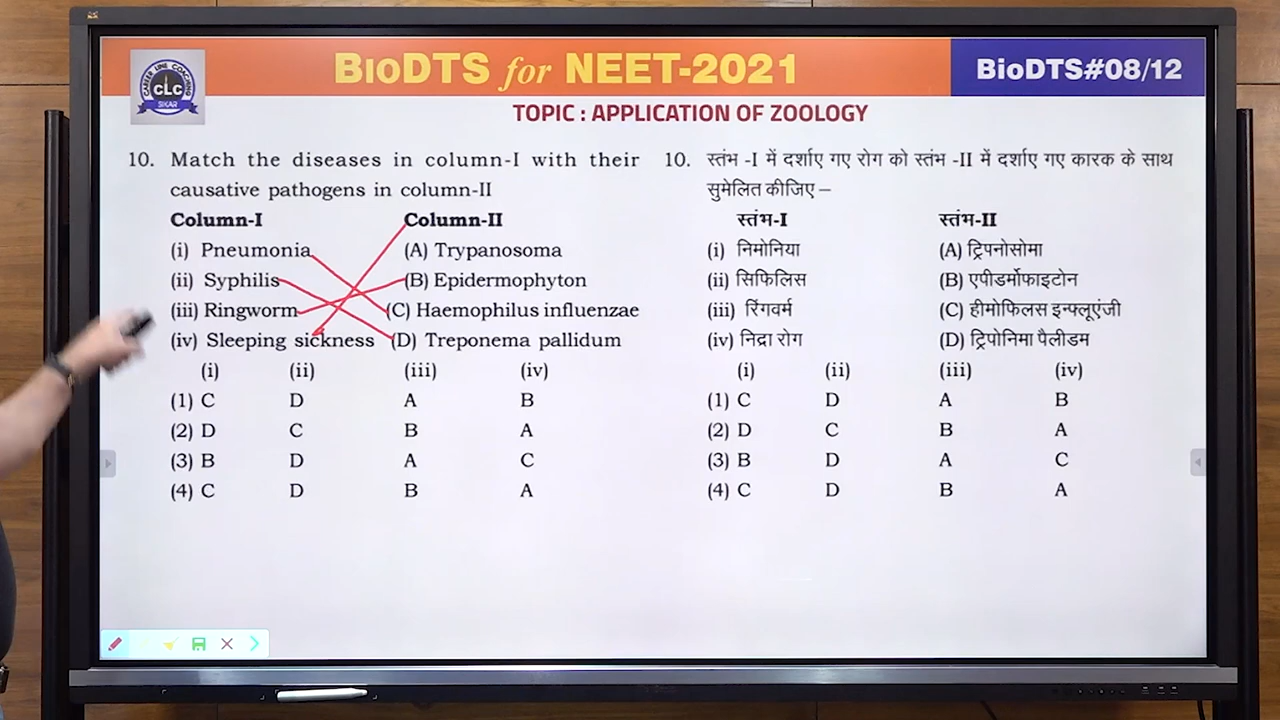 BIODTS for NEET-2021
BIODTS#08/12
CAREER LINE COACHING
CLC
SIKAR
TOPIC : APPLICATION OF ZOOLOGY
10. Match the diseases in column-I with their
causative pathogens in column-II
Column-I Column-II
(i) Pneumonia (A) Trypanosoma
(ii) Syphilis (B) Epidermophyton
(iii) Ringworm (C) Haemophilus influenzae
(iv) Sleeping sickness (D) Treponema pallidum
(i) (ii) (iii) (iv)
(1) C D A B
(2) D C B A
(3) B D A C
(4) C D B A
10. स्तंभ -I में दर्शाए गए रोग को स्तंभ -II में दर्शाए गए कारक के साथ
सुमेलित कीजिए –
स्तंभ-I स्तंभ-II
(i) निमोनिया (A) ट्रिपनोसोमा
(ii) सिफिलिस (B) एपीडर्मोफाइटोन
(iii) रिंगवर्म (C) हीमोफिलस इन्फ्लूएंजी
(iv) निद्रा रोग (D) ट्रिपोनिमा पैलीडम
(i) (ii) (iii) (iv)
(1) C D A B
(2) D C B A
(3) B D A C
(4) C D B A